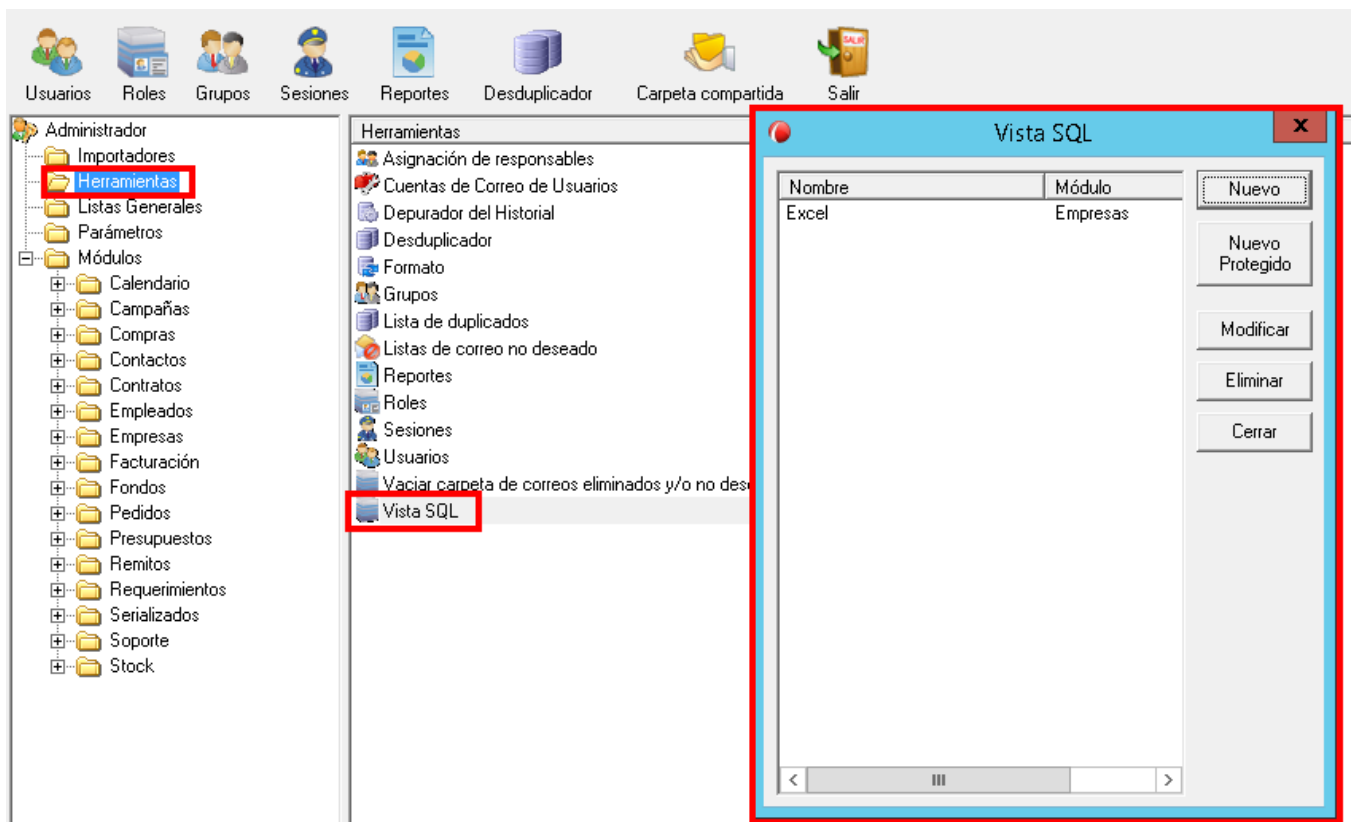 Usuarios Roles Grupos Sesiones Reportes Desduplicador Carpeta compartida SALIR Salir
Administrador
Importadores
Herramientas
Listas Generales
Parámetros
Módulos
Calendario
Campañas
Compras
Contactos
Contratos
Empleados
Empresas
Facturación
Fondos
Pedidos
Presupuestos
Remitos
Requerimientos
Serializados
Soporte
Stock
Herramientas
Asignación de responsables
Cuentas de Correo de Usuarios
Depurador del Historial
Desduplicador
Formato
Grupos
Lista de duplicados
Listas de correo no deseado
Reportes
Roles
Sesiones
Usuarios
Vaciar carpeta de correos eliminados y/o no des
Vista SQL
Vista SQL
x
Nombre Módulo
Excel Empresas
Nuevo
Nuevo
Protegido
Modificar
Eliminar
Cerrar